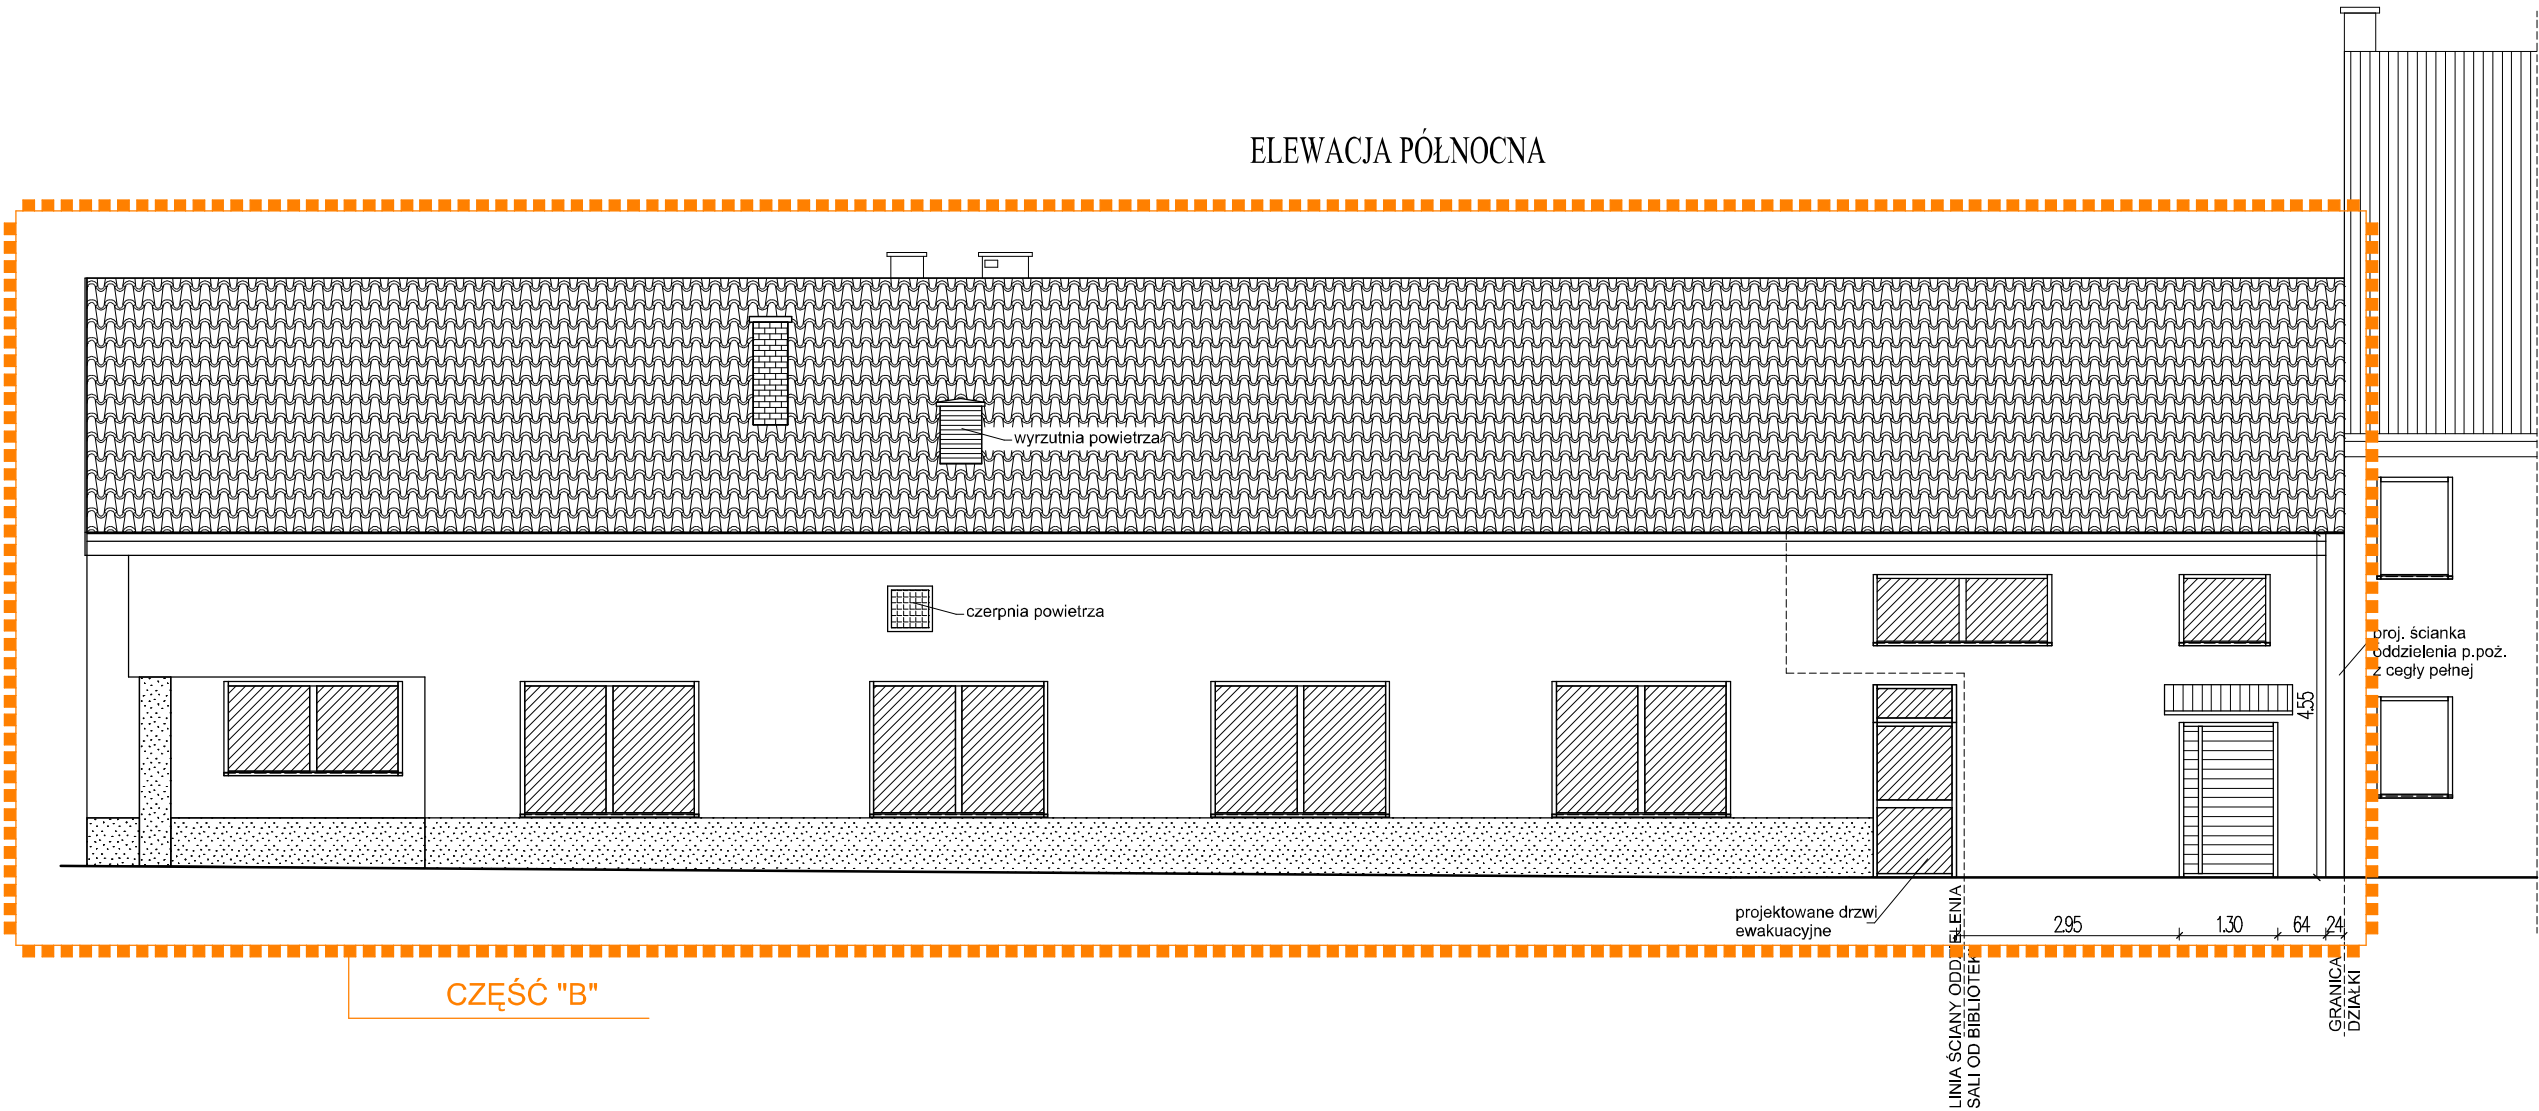 ELEWACJA PÓŁNOCNA
wyrzutnia powietrza
czerpnia powietrza
proj. ścianka
oddzielenia p.poż.
z cegły pełnej
4.55
projektowane drzwi
ewakuacyjne
2.95
1.30
64
24
LINIA ŚCIANY ODDZIELENIA
SALI OD BIBLIOTEKI
GRANICA
DZIAŁKI
CZĘŚĆ "B"